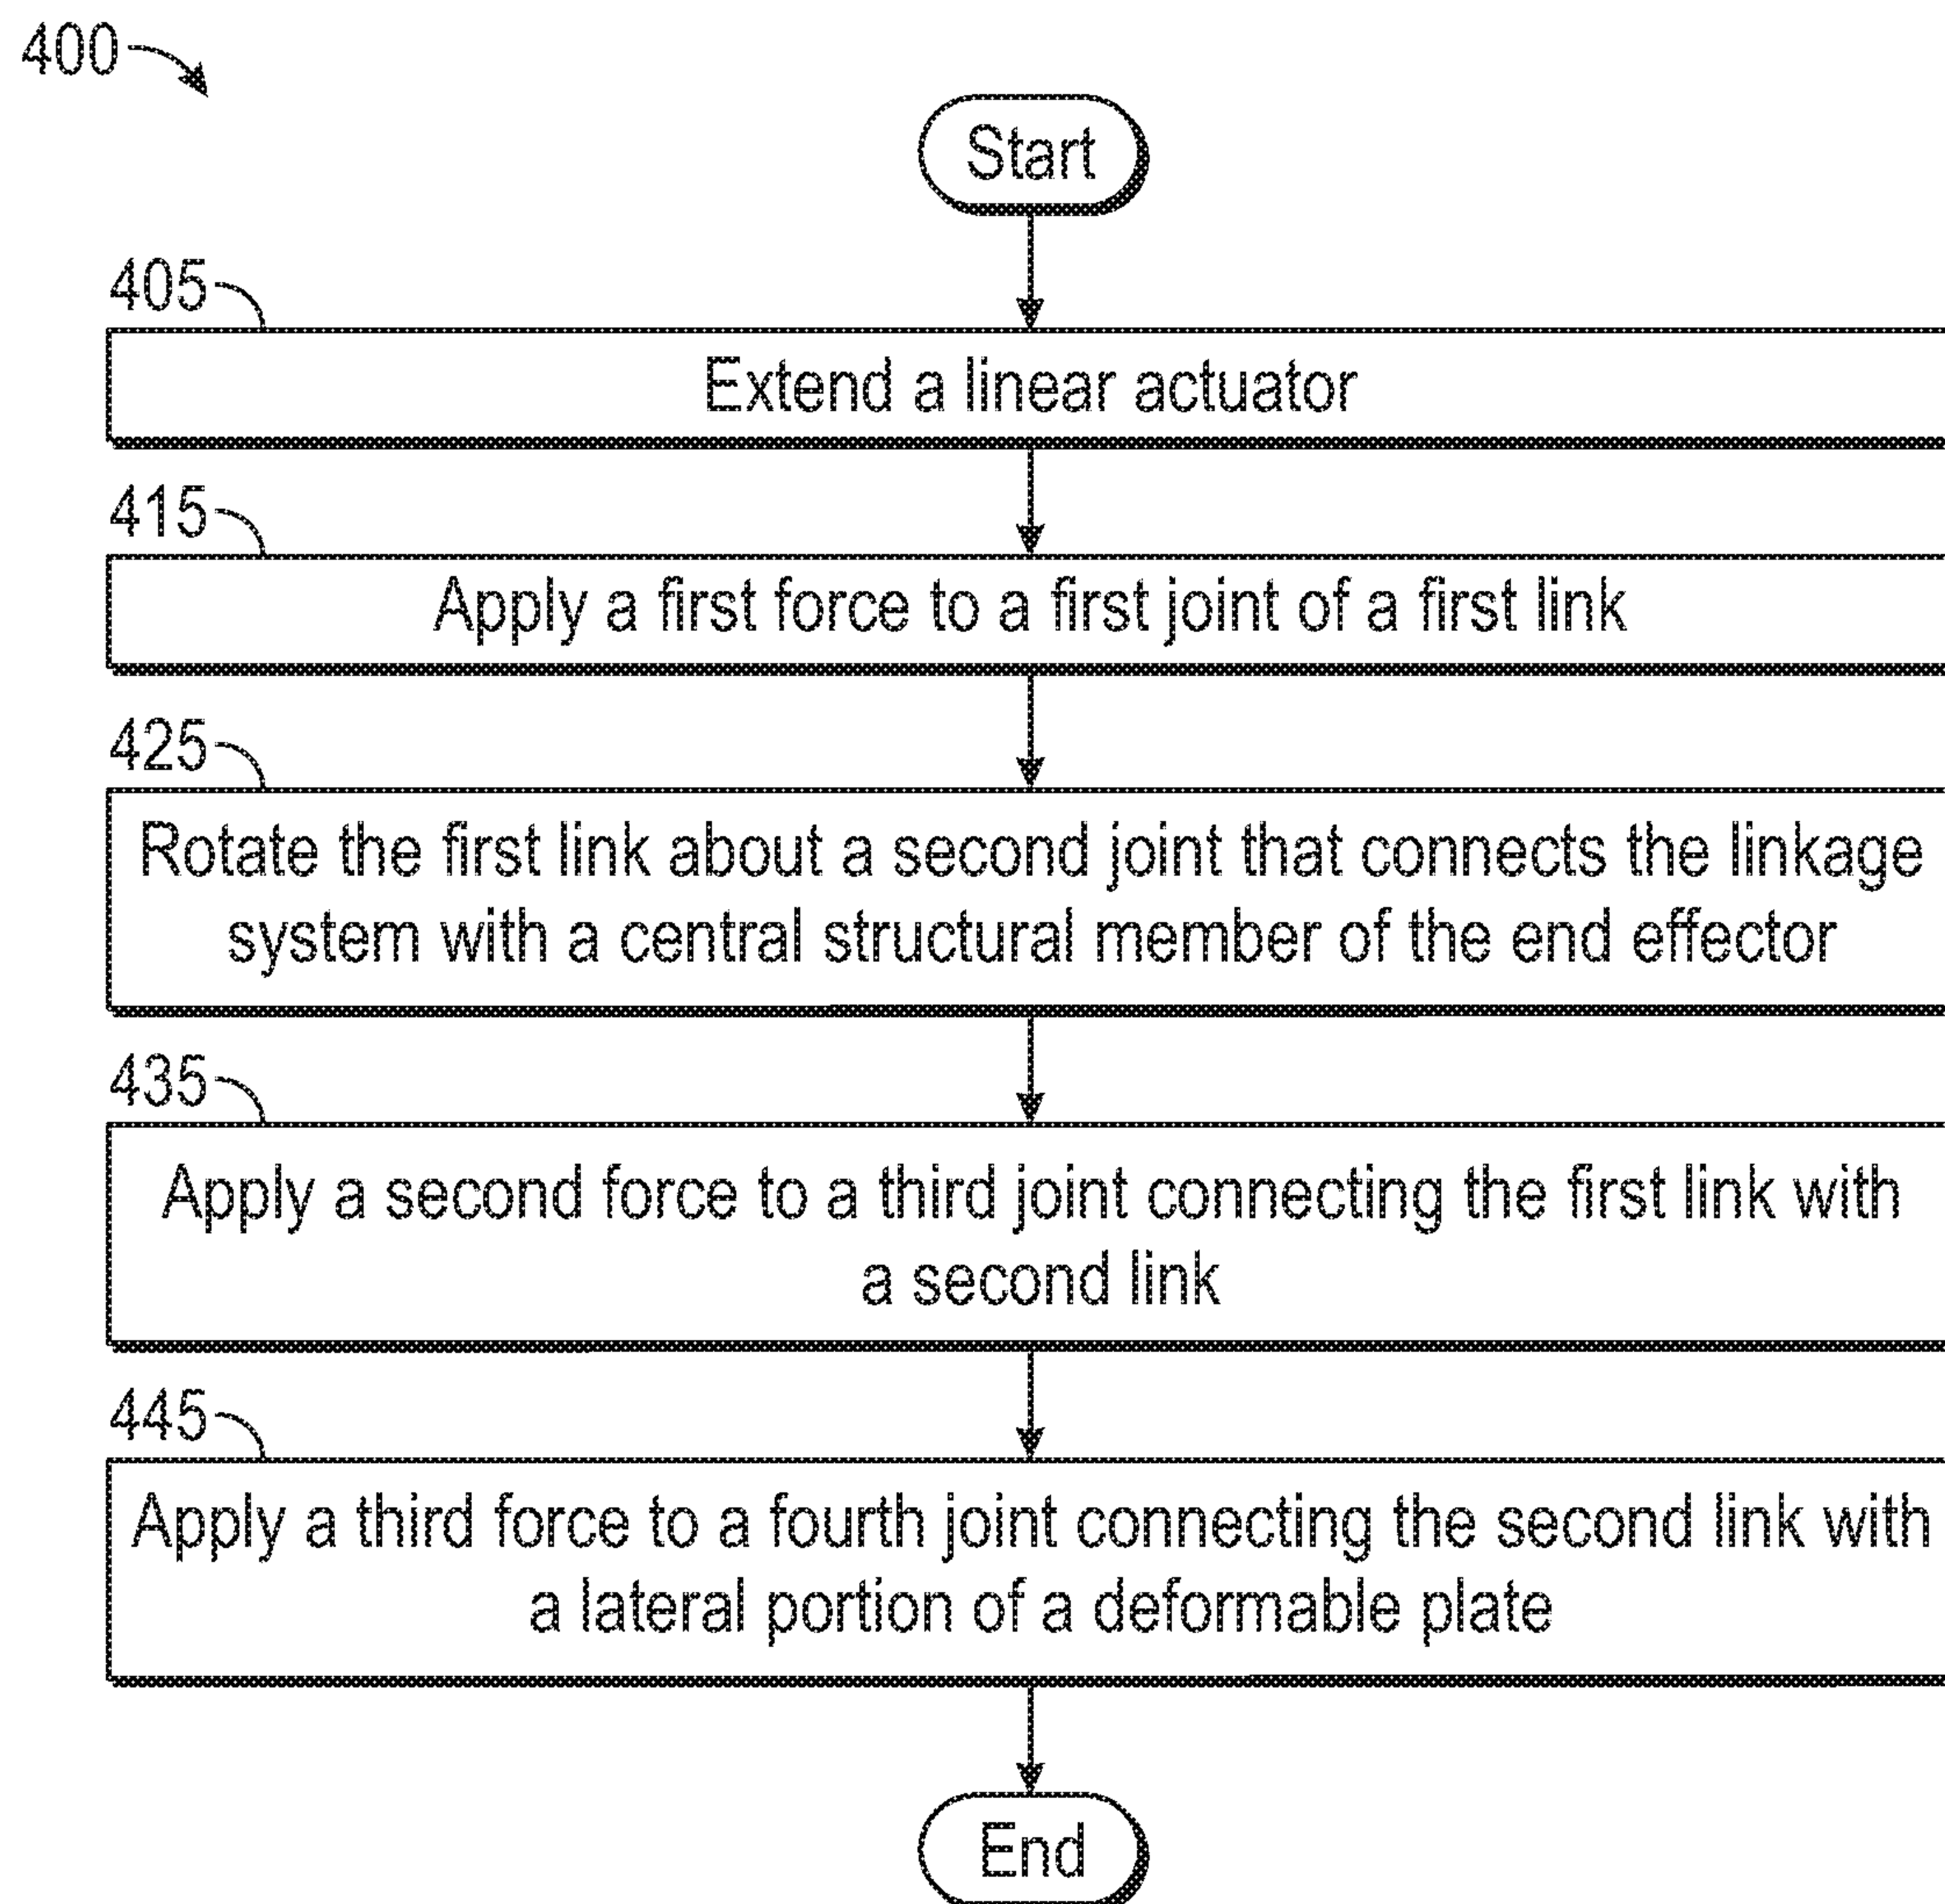 400
Start
405
Extend a linear actuator
415
Apply a first force to a first joint of a first link
425
Rotate the first link about a second joint that connects the linkage
system with a central structural member of the end effector
435
Apply a second force to a third joint connecting the first link with
a second link
445
Apply a third force to a fourth joint connecting the second link with
a lateral portion of a deformable plate
End